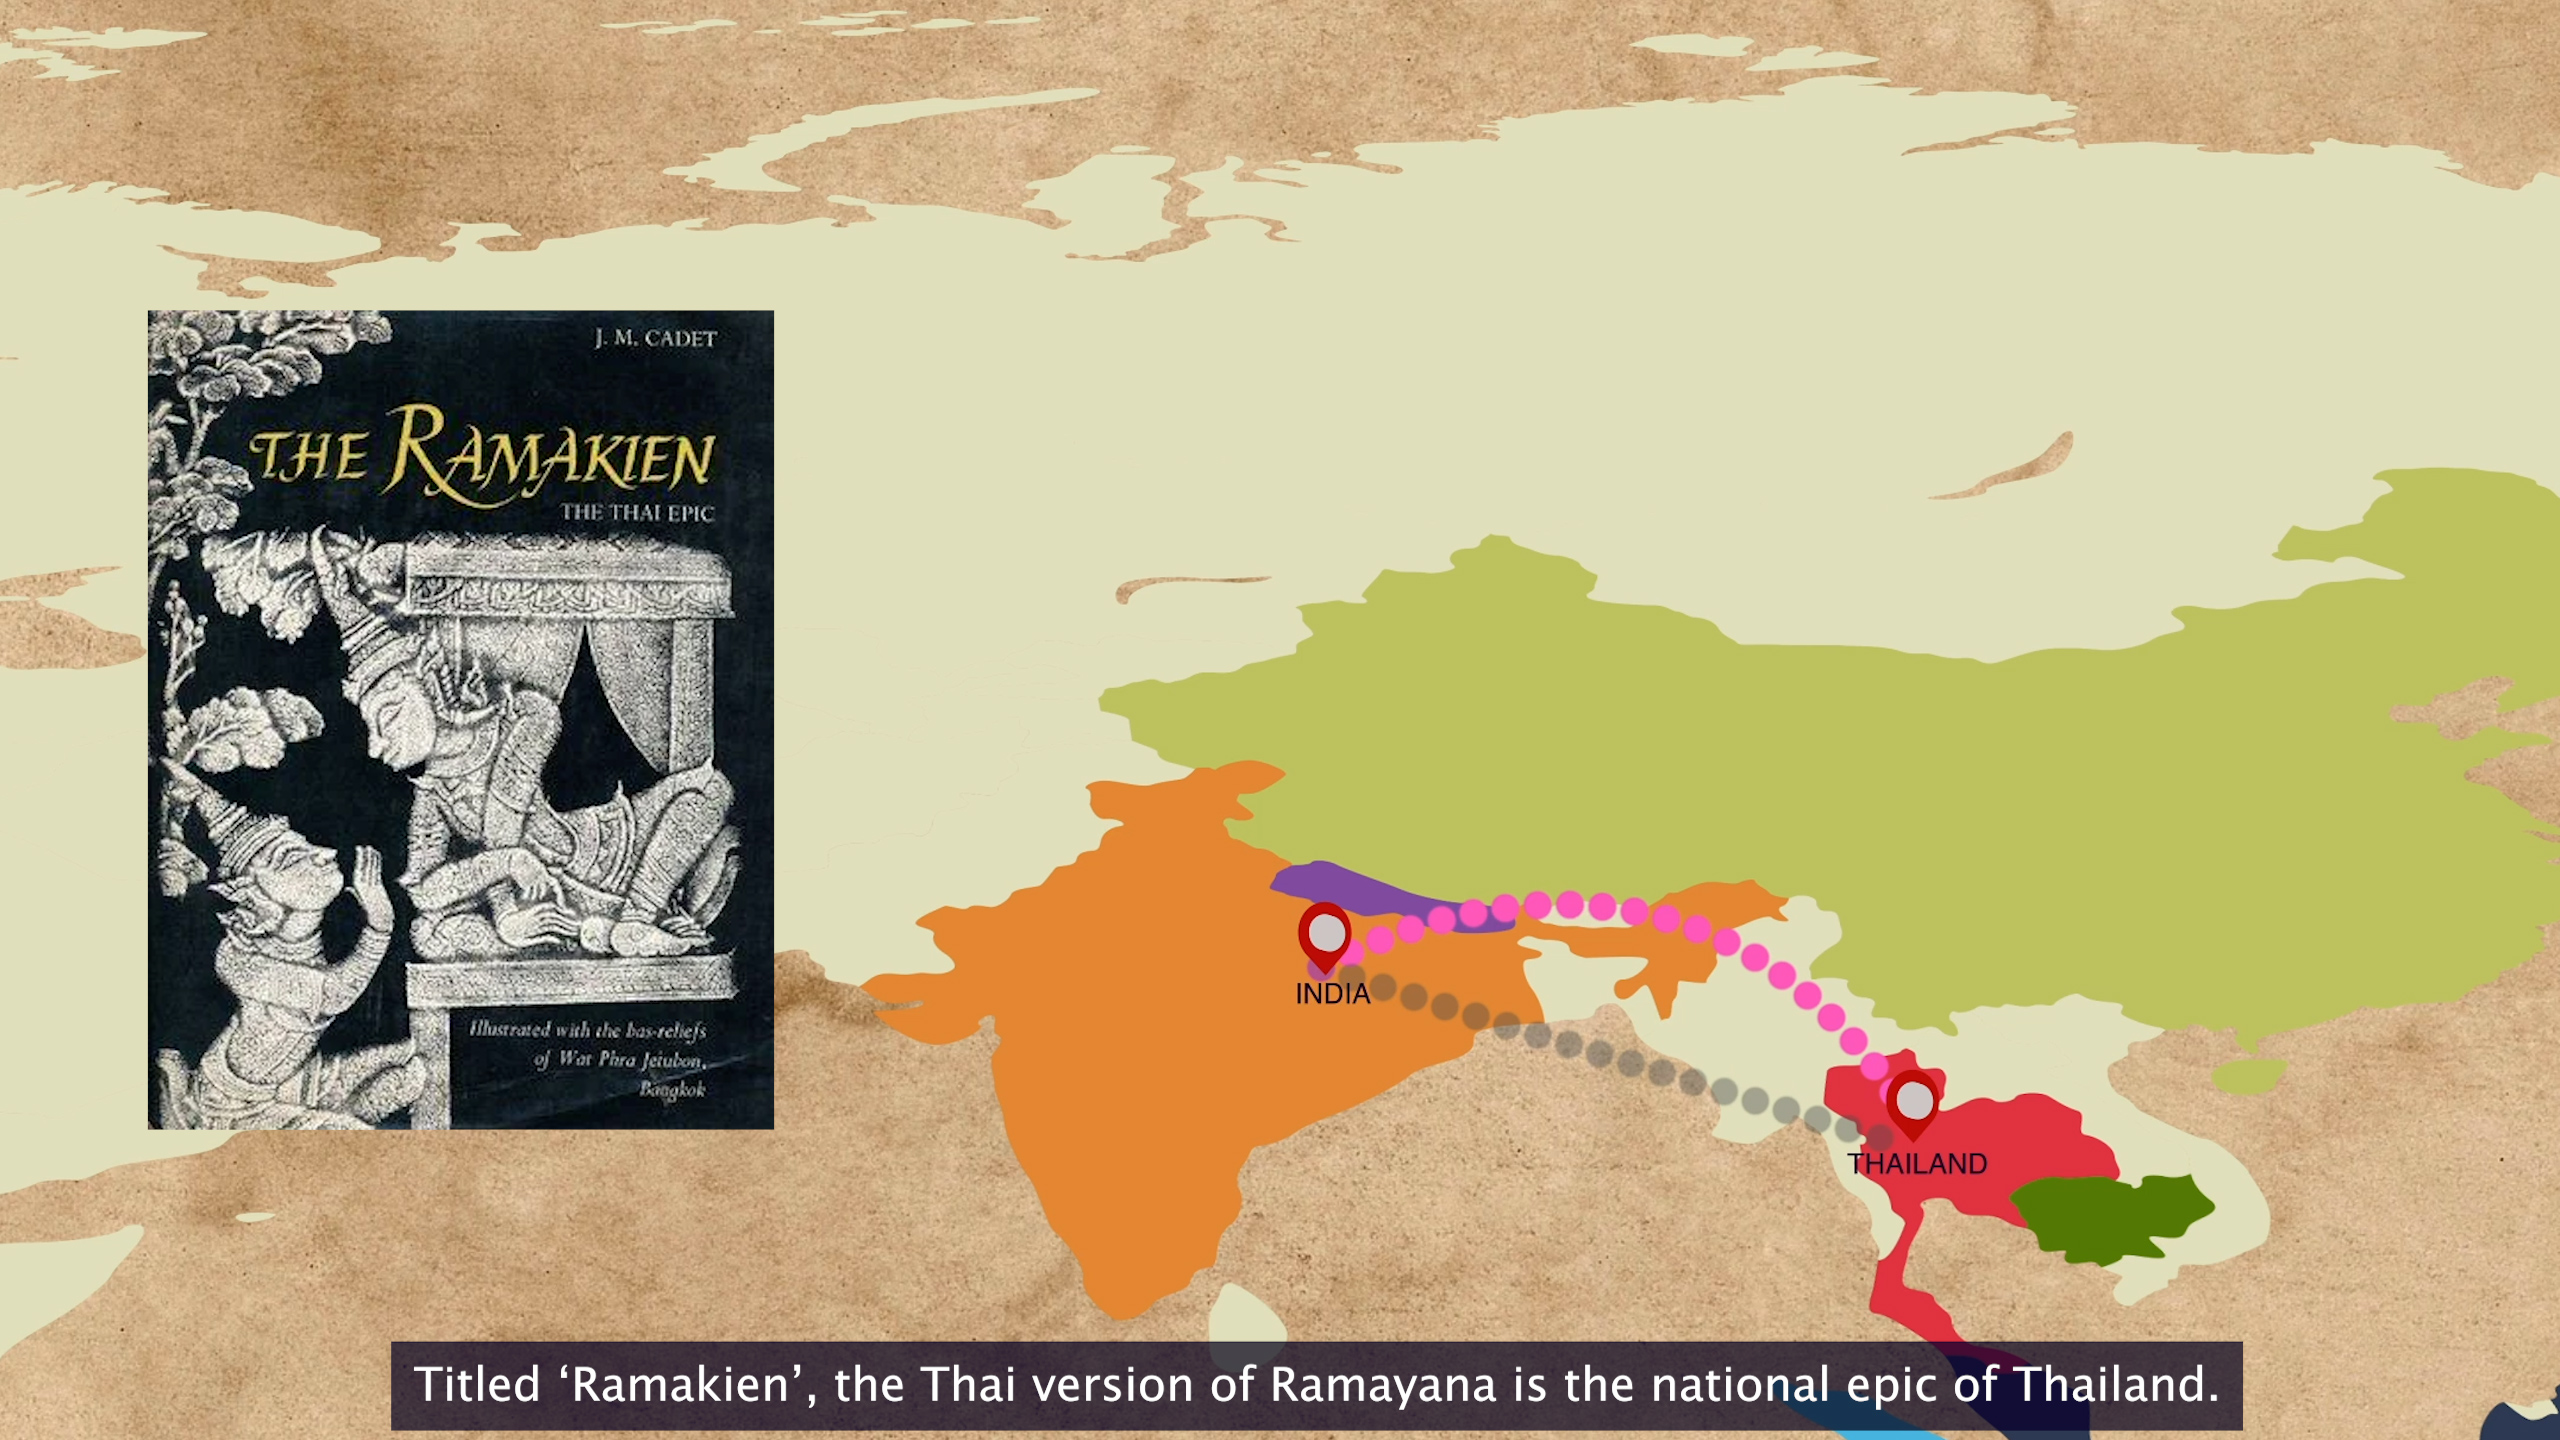 J. M. CADET
THE RAMAKIEN
THE THAI EPIC
Illustrated with the bas-reliefs
of Wat Phra Jetubon,
Bangkok
INDIA
THAILAND
Titled ‘Ramakien’, the Thai version of Ramayana is the national epic of Thailand.